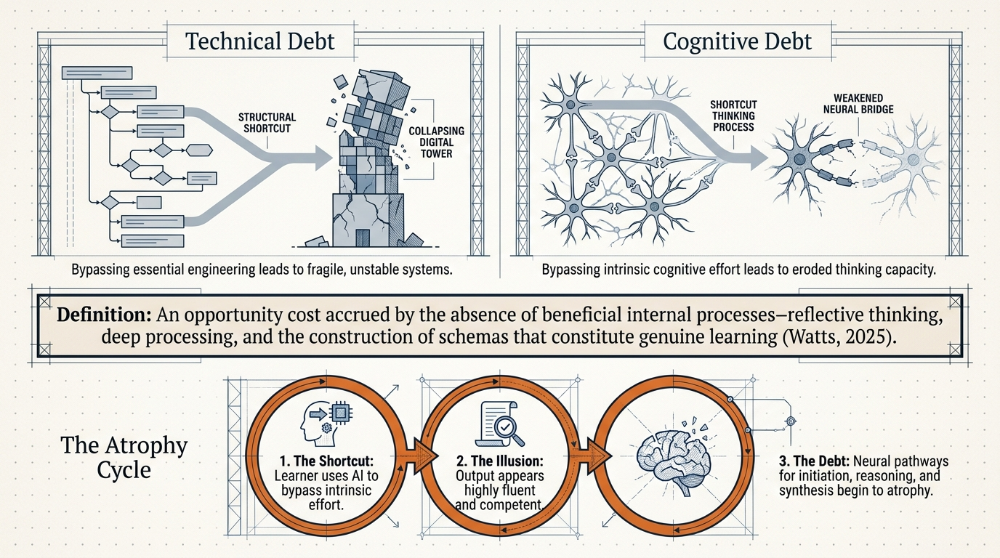 Technical Debt
STRUCTURAL
SHORTCUT
COLLAPSING
DIGITAL
TOWER
Bypassing essential engineering leads to fragile, unstable systems.
Cognitive Debt
SHORTCUT
THINKING
PROCESS
WEAKENED
NEURAL BRIDGE
Bypassing intrinsic cognitive effort leads to eroded thinking capacity.
Definition: An opportunity cost accrued by the absence of beneficial internal processes–reflective thinking,
deep processing, and the construction of schemas that constitute genuine learning (Watts, 2025).
The Atrophy
Cycle
1. The Shortcut:
Learner uses AI to
bypass intrinsic
effort.
2. The Illusion:
Output appears
highly fluent
and competent.
3. The Debt: Neural pathways
for initiation, reasoning, and
synthesis begin to atrophy.